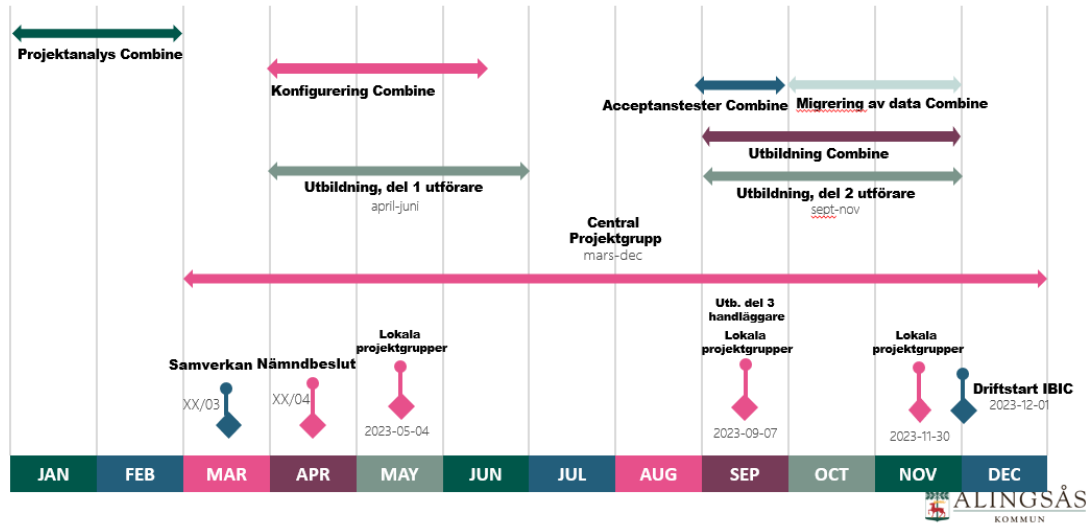 Projektanalys Combine
Konfigurering Combine
Acceptanstester Combine
Migrering av data Combine
Utbildning Combine
Utbildning, del 1 utförare
april-juni
Utbildning, del 2 utförare
sept-nov
Central
Projektgrupp
mars-dec
Samverkan
XX/03
Nämndbeslut
XX/04
Lokala
projektgrupper
2023-05-04
Utb. del 3
handläggare
Lokala
projektgrupper
2023-09-07
Lokala
projektgrupper
2023-11-30
Driftstart IBIC
2023-12-01
JAN FEB MAR APR MAY JUN JUL AUG SEP OCT NOV DEC
ALINGSÅS
KOMMUN